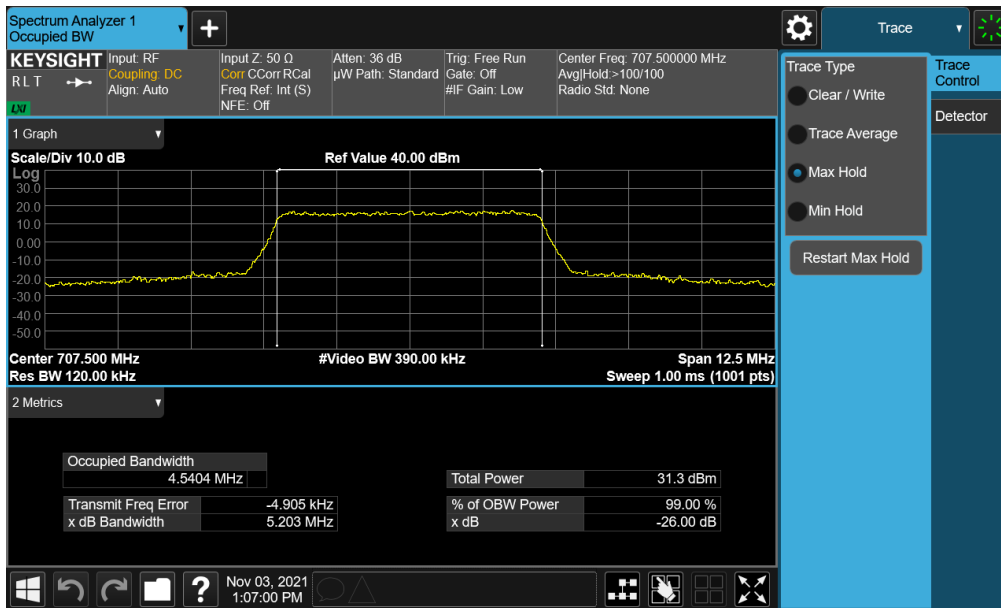 Spectrum Analyzer 1
Occupied BW
Trace
KEYSIGHT
R L T
LXI
Input: RF
Coupling: DC
Align: Auto
Input Z: 50 Ω
Corr CCorr RCal
Freq Ref: Int (S)
NFE: Off
Atten: 36 dB
µW Path: Standard
Trig: Free Run
Gate: Off
#IF Gain: Low
Center Freq: 707.500000 MHz
Avg|Hold:>100/100
Radio Std: None
Trace Type
Clear / Write
Trace Average
Max Hold
Min Hold
Restart Max Hold
Trace
Control
Detector
1 Graph
Scale/Div 10.0 dB
Ref Value 40.00 dBm
Log
30.0
20.0
10.0
0.00
-10.0
-20.0
-30.0
-40.0
-50.0
Center 707.500 MHz
#Video BW 390.00 kHz
Span 12.5 MHz
Res BW 120.00 kHz
Sweep 1.00 ms (1001 pts)
2 Metrics
Occupied Bandwidth
4.5404 MHz
Total Power 31.3 dBm
Transmit Freq Error -4.905 kHz
% of OBW Power 99.00 %
x dB Bandwidth 5.203 MHz
x dB -26.00 dB
?
Nov 03, 2021
1:07:00 PM